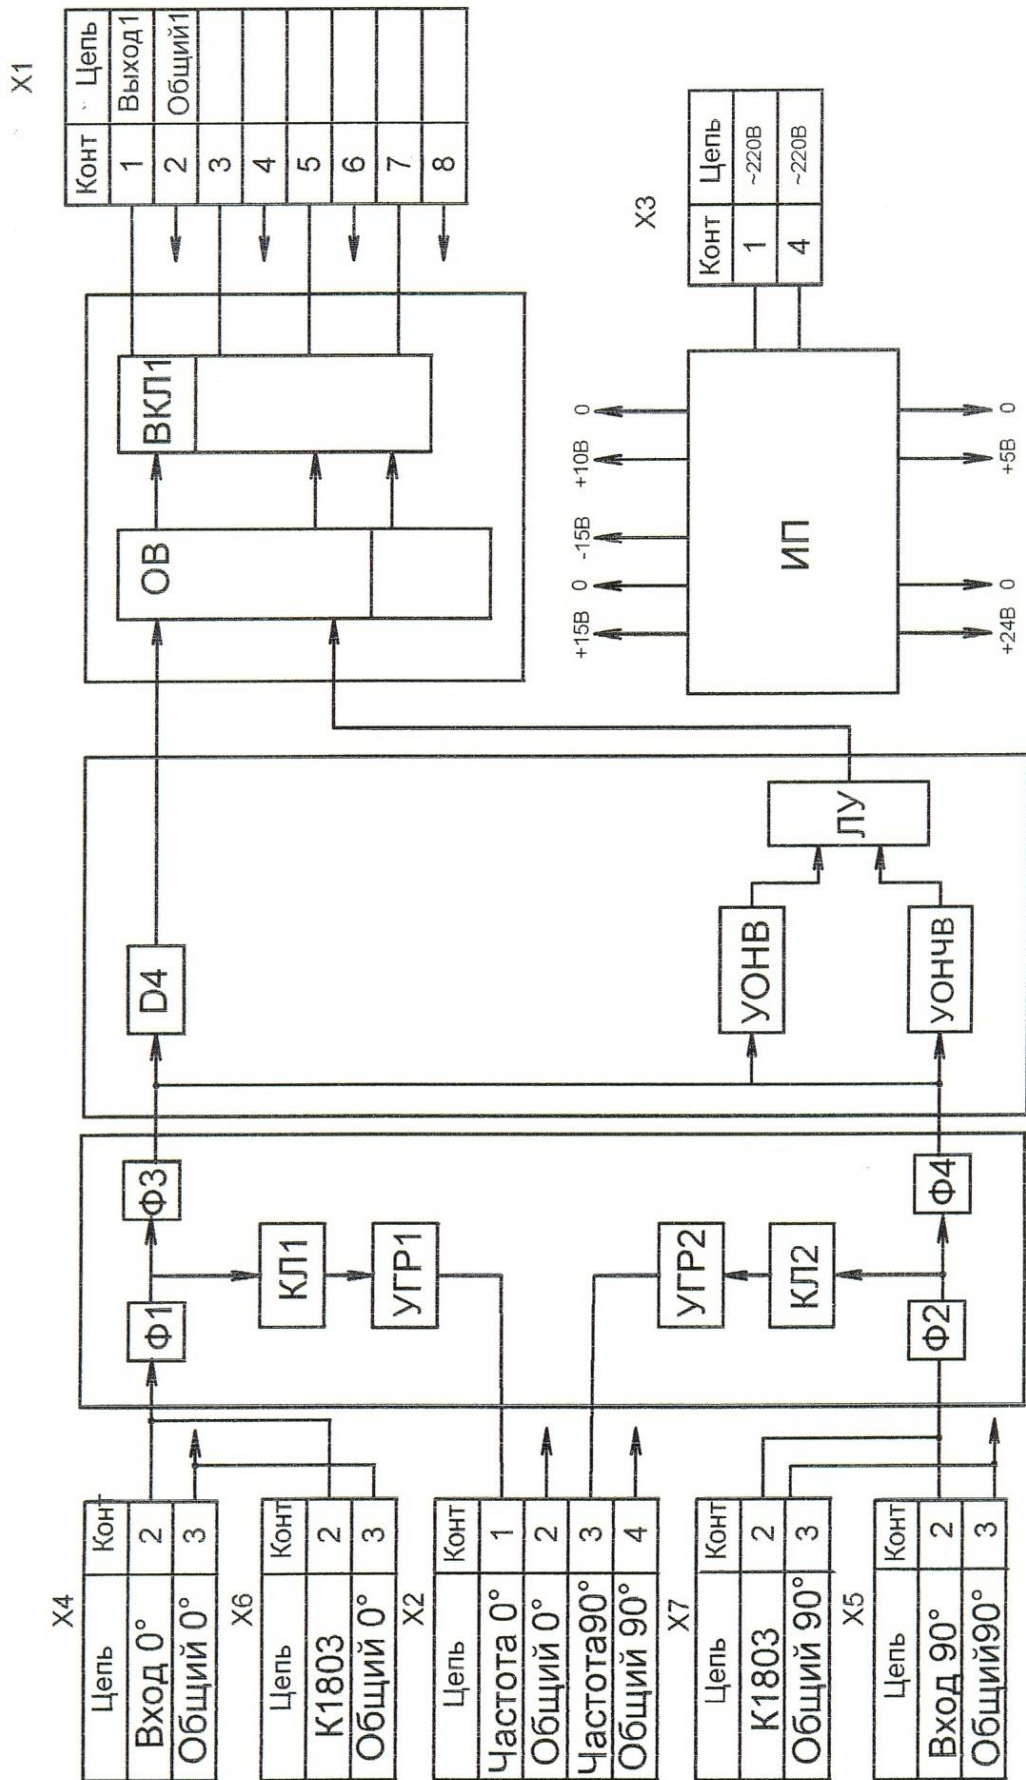 X4
Цепь Конт
Вход 0° 2
Общий 0° 3
X6
Цепь Конт
К1803 2
Общий 0° 3
X2
Цепь Конт
Частота 0° 1
Общий 0° 2
Частота90° 3
Общий 90° 4
X7
Цепь Конт
К1803 2
Общий 90° 3
X5
Цепь Конт
Вход 90° 2
Общий90° 3
Ф1
Ф3
КЛ1
УГР1
УГР2
КЛ2
Ф2
Ф4
D4
УОНВ
УОНЧВ
ЛУ
ОВ
ВКЛ1
X1
Конт Цепь
1 Выход1
2 Общий1
3
4
5
6
7
8
+15В 0 -15В +10В 0
ИП
+24В 0 +5В 0
X3
Конт Цепь
1 ~220В
4 ~220В